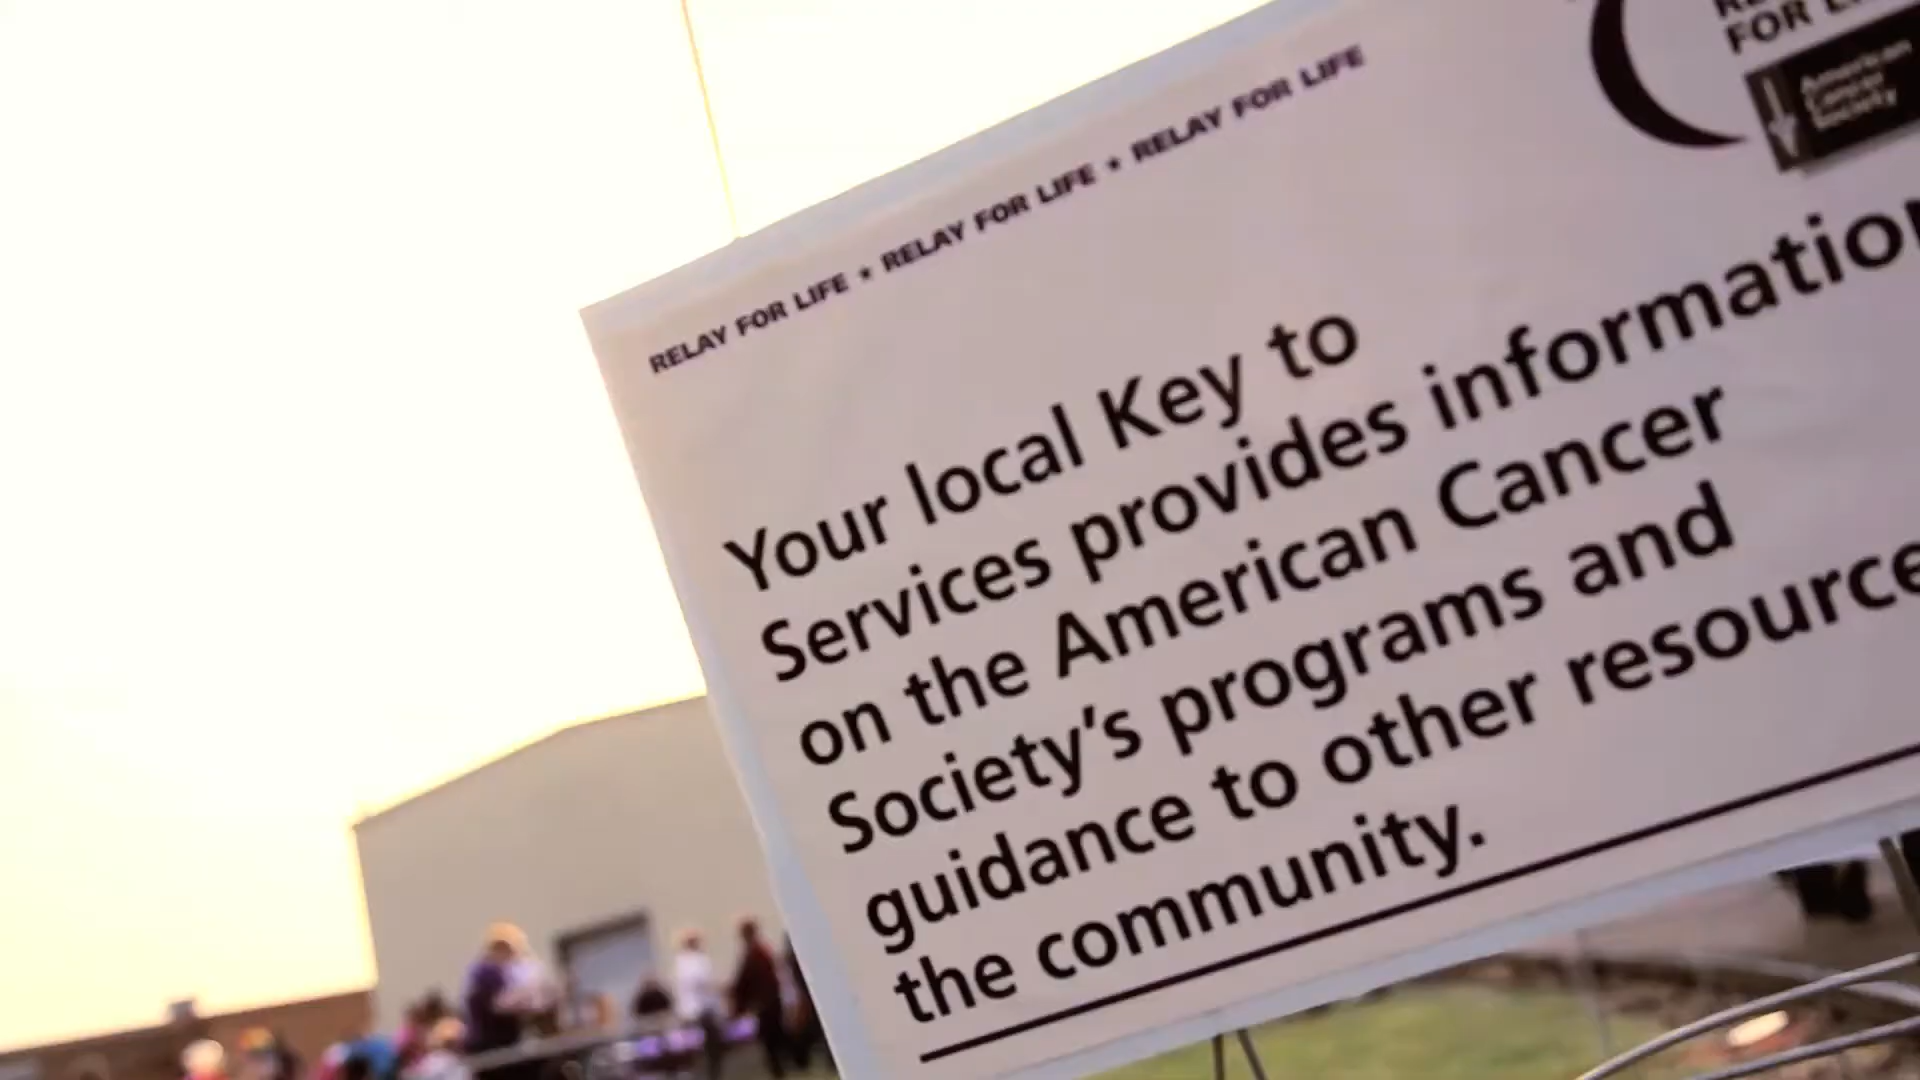 RELAY FOR LIFE ★ RELAY FOR LIFE ★ RELAY FOR LIFE
FOR
American
Cancer
Society
Your local Key to
Services provides information
on the American Cancer
Society's programs and
guidance to other resource
the community.